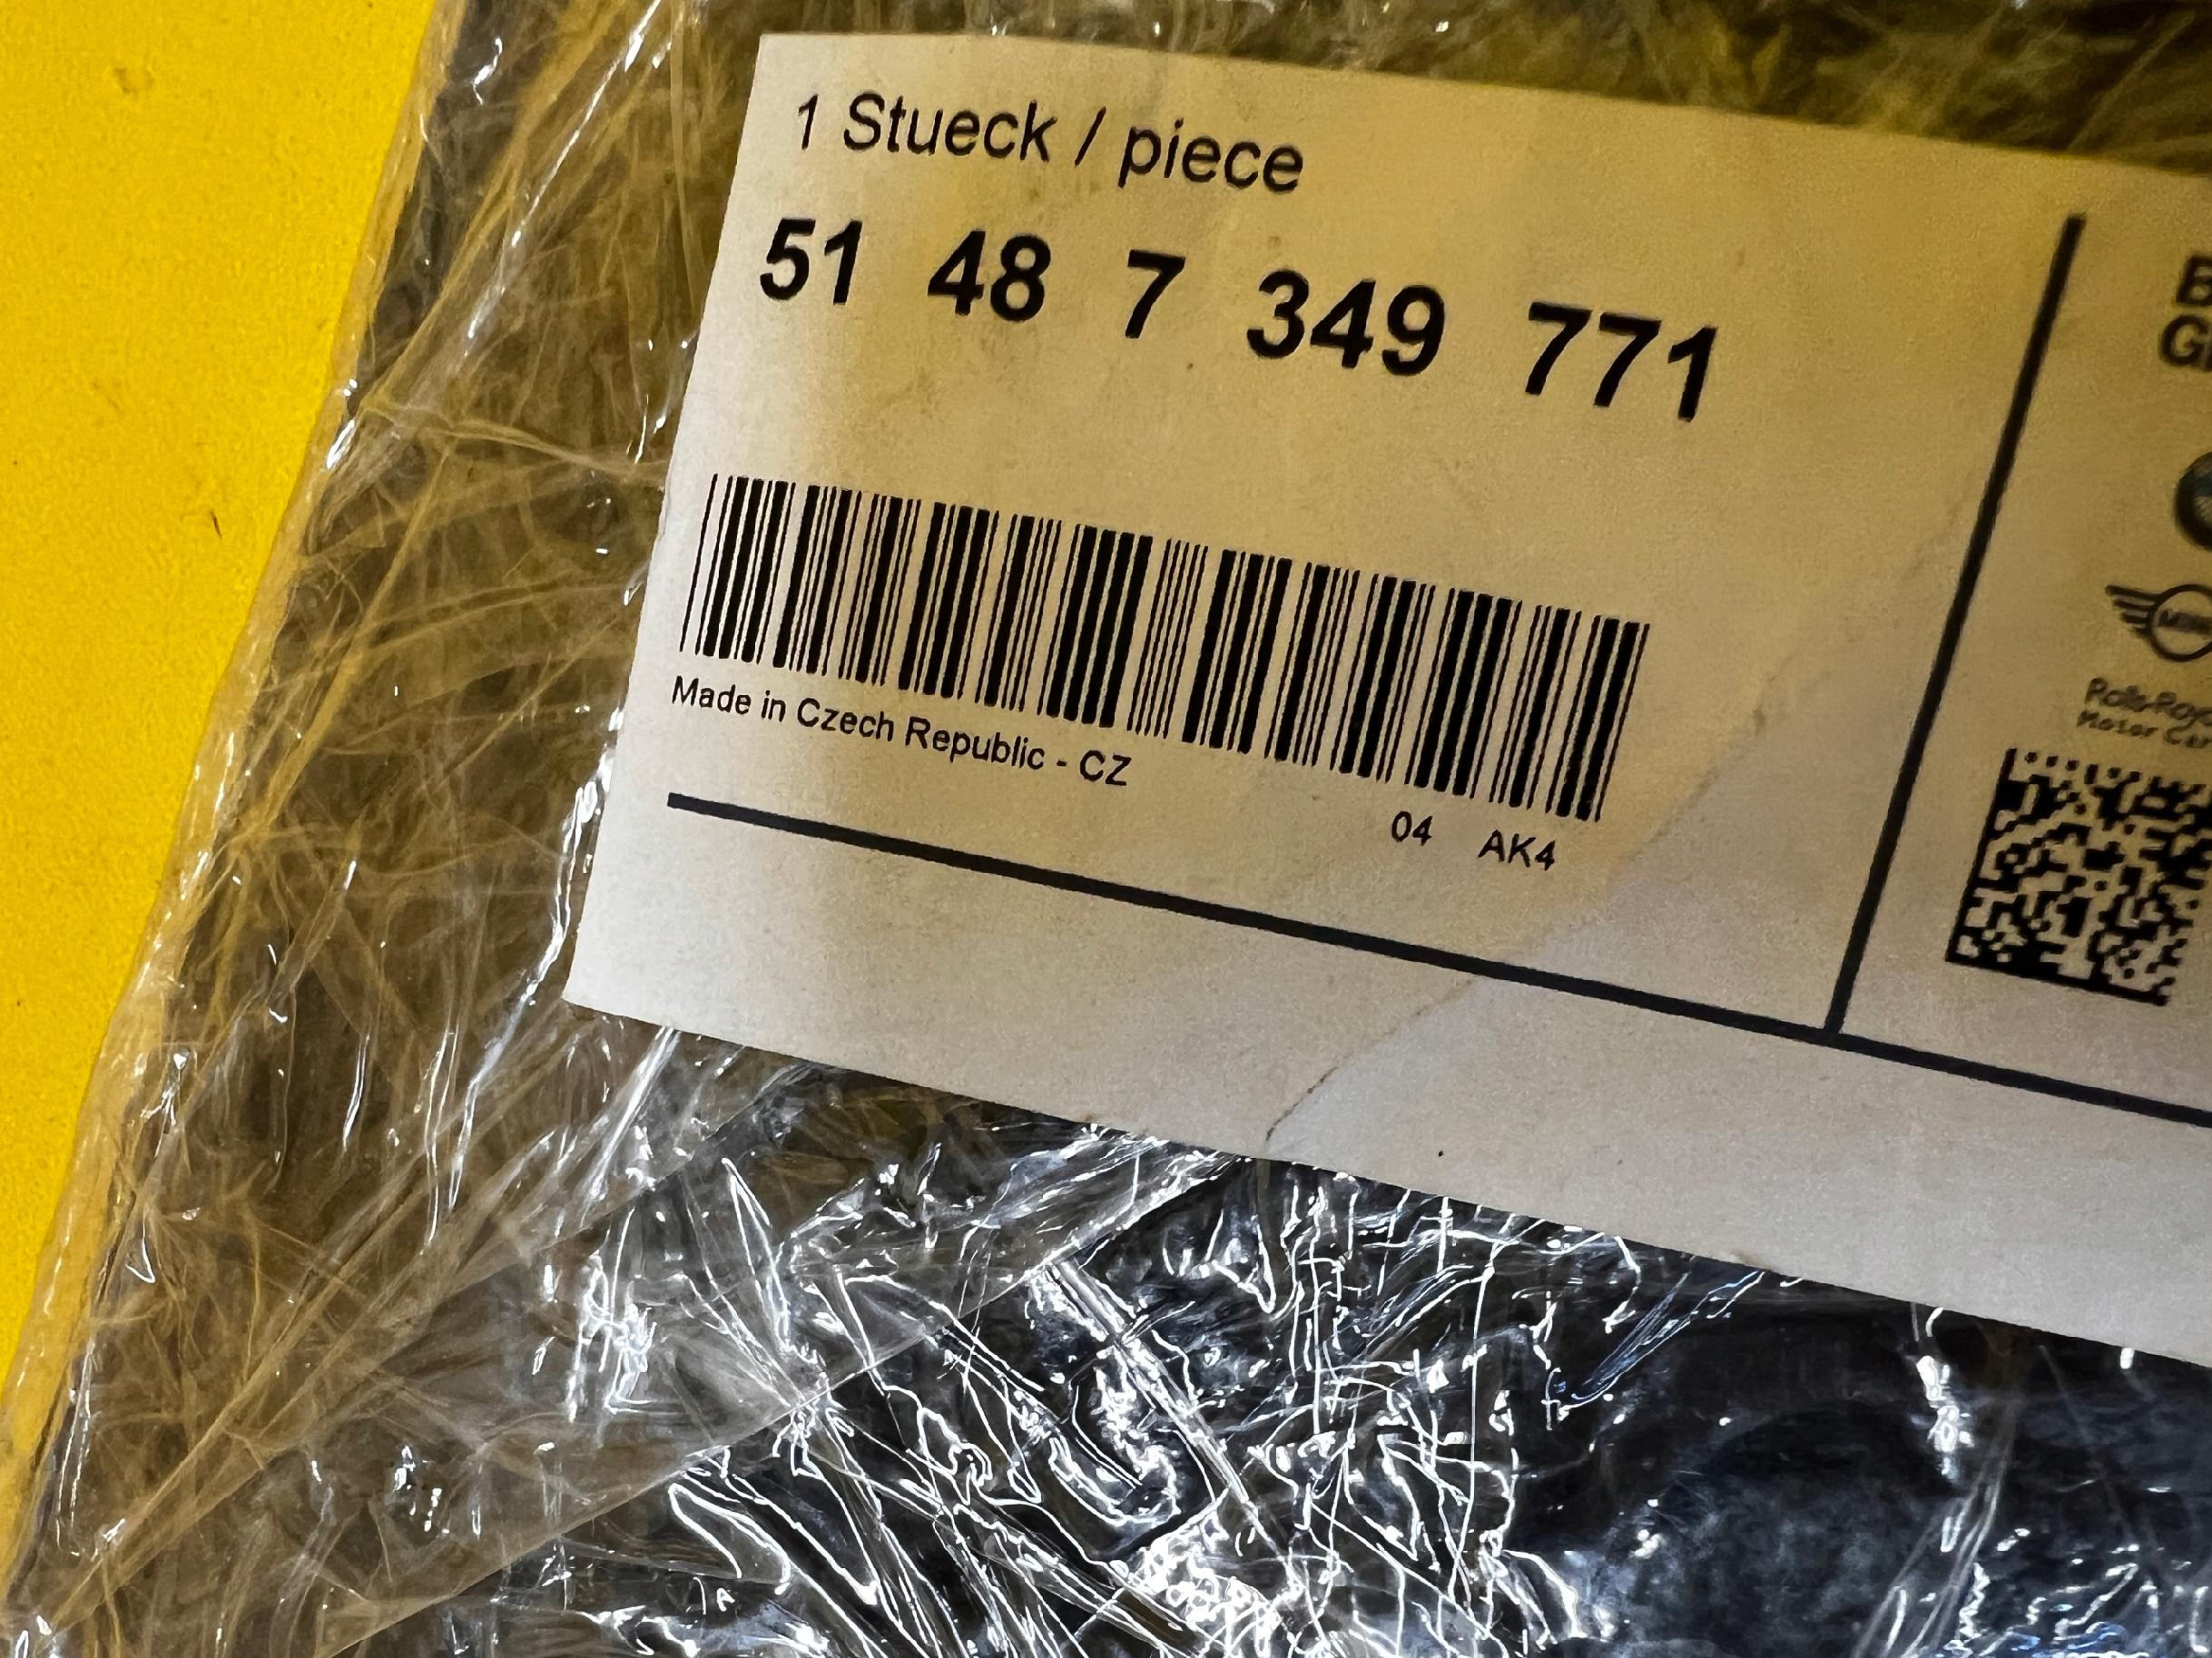 1 Stueck / piece
51 48 7 349 771
Made in Czech Republic - CZ
04 AK4